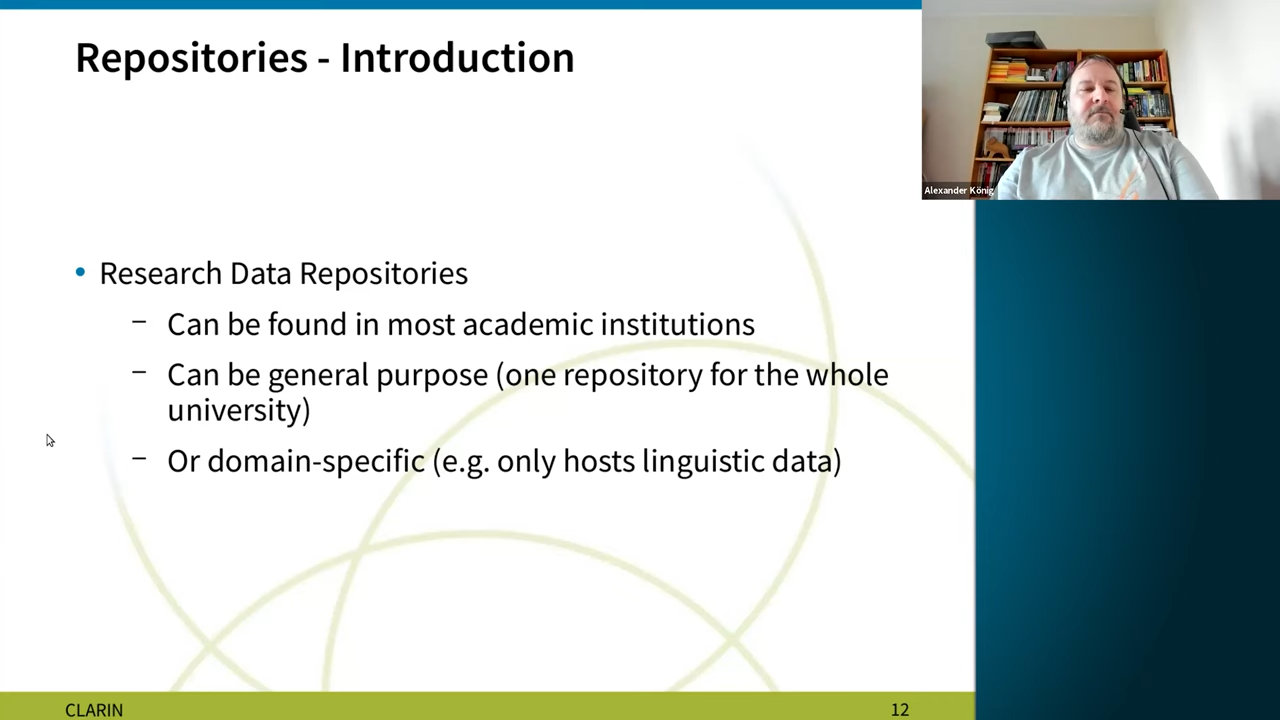 Repositories - Introduction
Alexander König
• Research Data Repositories
– Can be found in most academic institutions
– Can be general purpose (one repository for the whole
university)
– Or domain-specific (e.g. only hosts linguistic data)
CLARIN
12